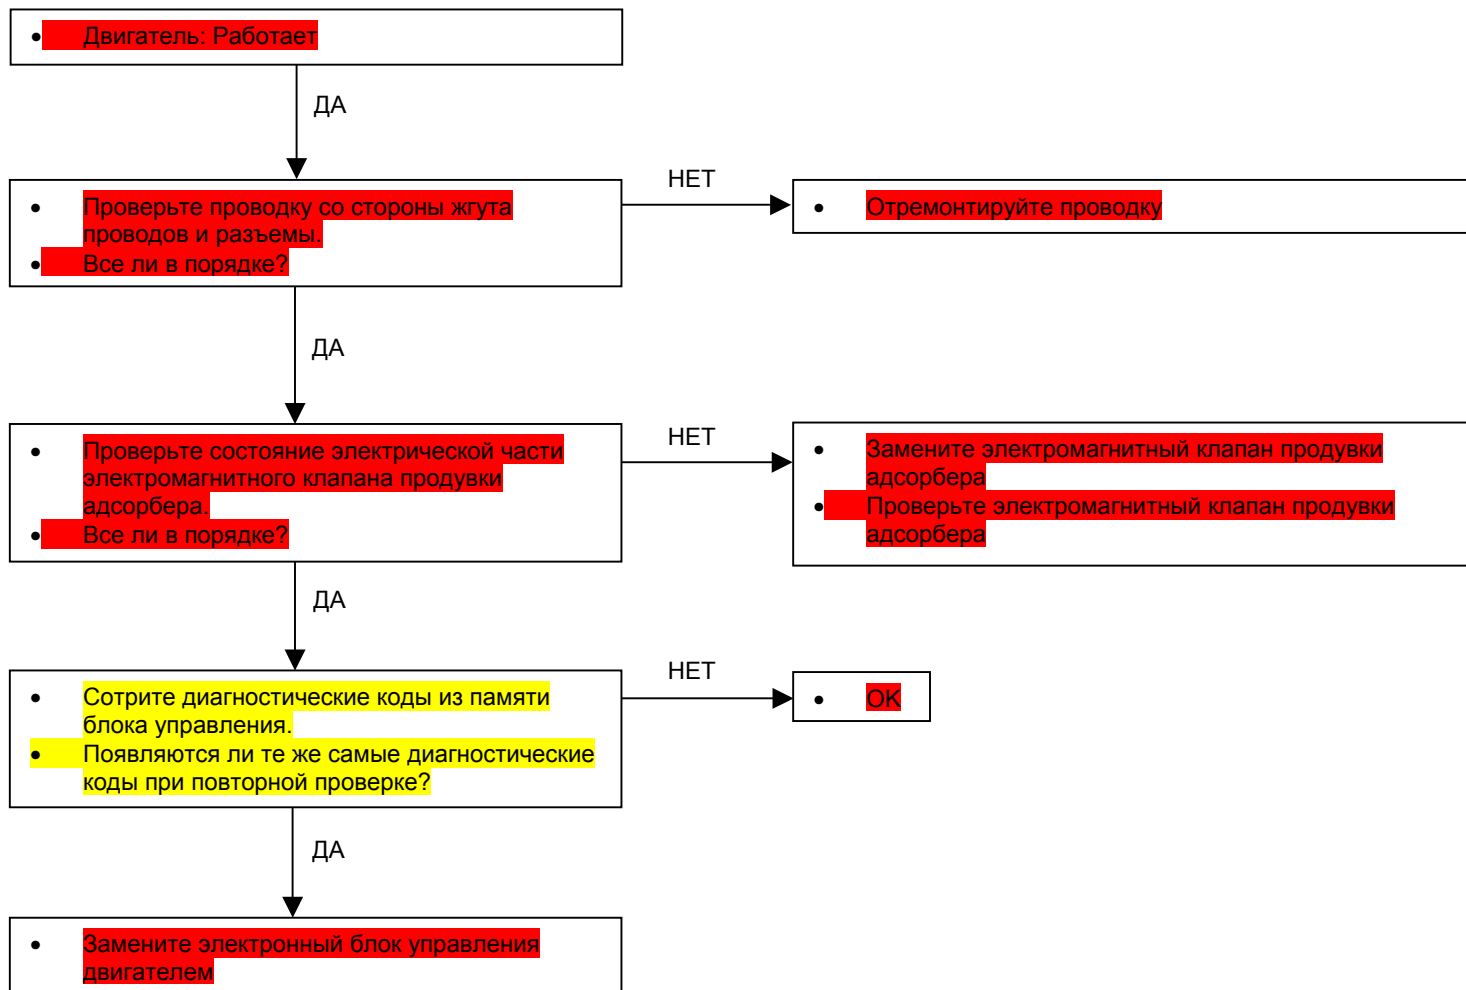 • Двигатель: Работает
ДА
• Проверьте проводку со стороны жгута
проводов и разъемы.
• Все ли в порядке?
НЕТ
• Отремонтируйте проводку
ДА
• Проверьте состояние электрической части
электромагнитного клапана продувки
адсорбера.
• Все ли в порядке?
НЕТ
• Замените электромагнитный клапан продувки
адсорбера
• Проверьте электромагнитный клапан продувки
адсорбера
ДА
• Сотрите диагностические коды из памяти
блока управления.
• Появляются ли те же самые диагностические
коды при повторной проверке?
НЕТ
• OK
ДА
• Замените электронный блок управления
двигателем